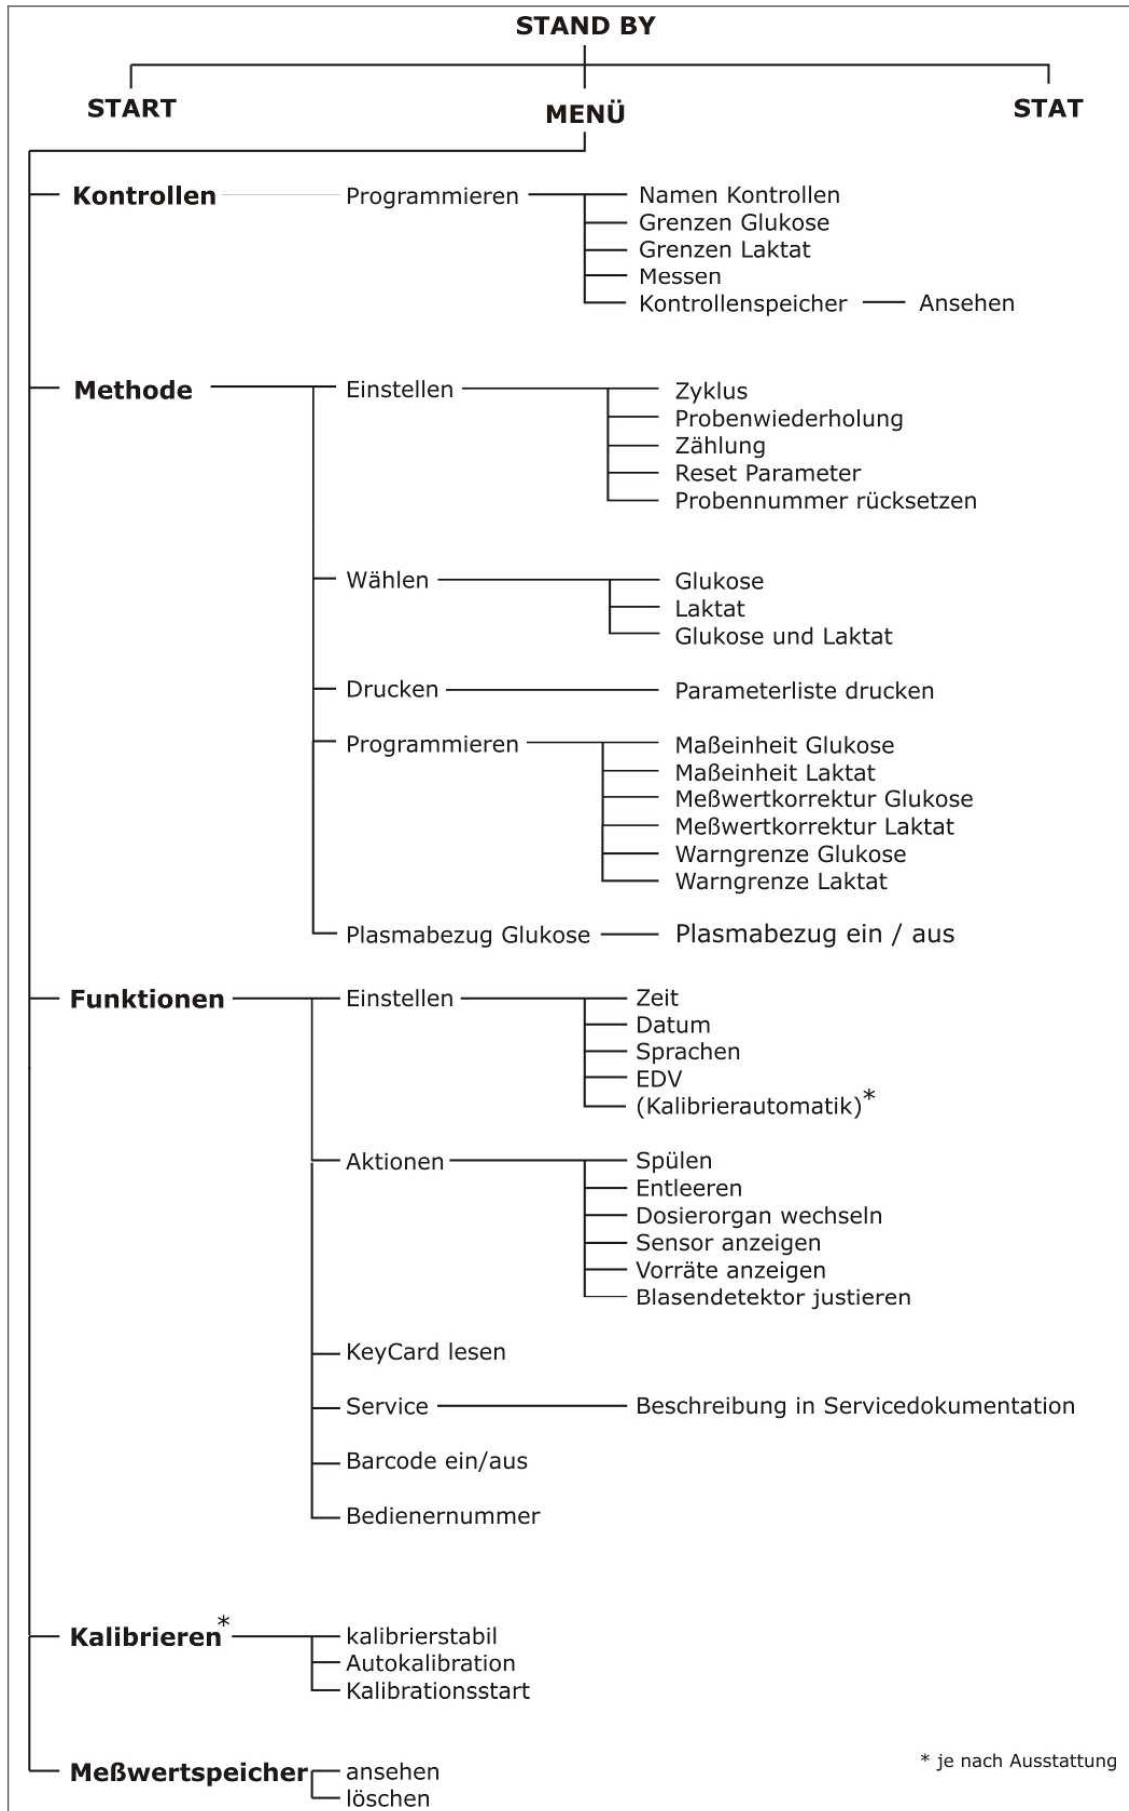 STAND BY
START MENÜ STAT
Kontrollen Programmieren Namen Kontrollen
Grenzen Glukose
Grenzen Laktat
Messen
Kontrollenspeicher Ansehen
Methode Einstellen Zyklus
Probenwiederholung
Zählung
Reset Parameter
Probennummer rücksetzen
Wählen Glukose
Laktat
Glukose und Laktat
Drucken Parameterliste drucken
Programmieren Maßeinheit Glukose
Maßeinheit Laktat
Meßwertkorrektur Glukose
Meßwertkorrektur Laktat
Warngrenze Glukose
Warngrenze Laktat
Plasmabezug Glukose Plasmabezug ein / aus
Funktionen Einstellen Zeit
Datum
Sprachen
EDV
(Kalibrierautomatik)*
Aktionen Spülen
Entleeren
Dosierorgan wechseln
Sensor anzeigen
Vorräte anzeigen
Blasendetektor justieren
KeyCard lesen
Service Beschreibung in Servicedokumentation
Barcode ein/aus
Bedienernummer
Kalibrieren* kalibrierstabil
Autokalibration
Kalibrationsstart
* je nach Ausstattung
Meßwertspeicher ansehen
löschen